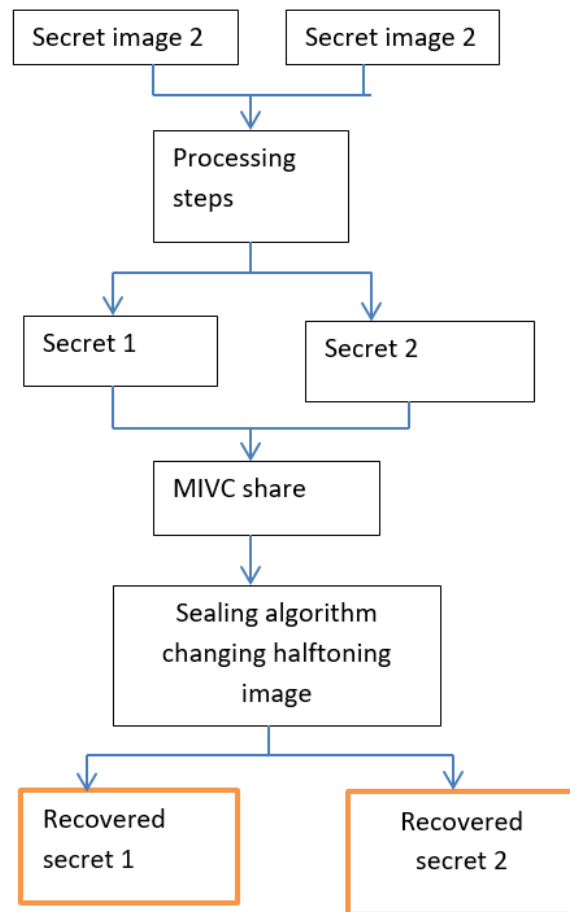 Secret image 2
Secret image 2
Processing
steps
Secret 1
Secret 2
MIVC share
Sealing algorithm
changing halftoning
image
Recovered
secret 1
Recovered
secret 2